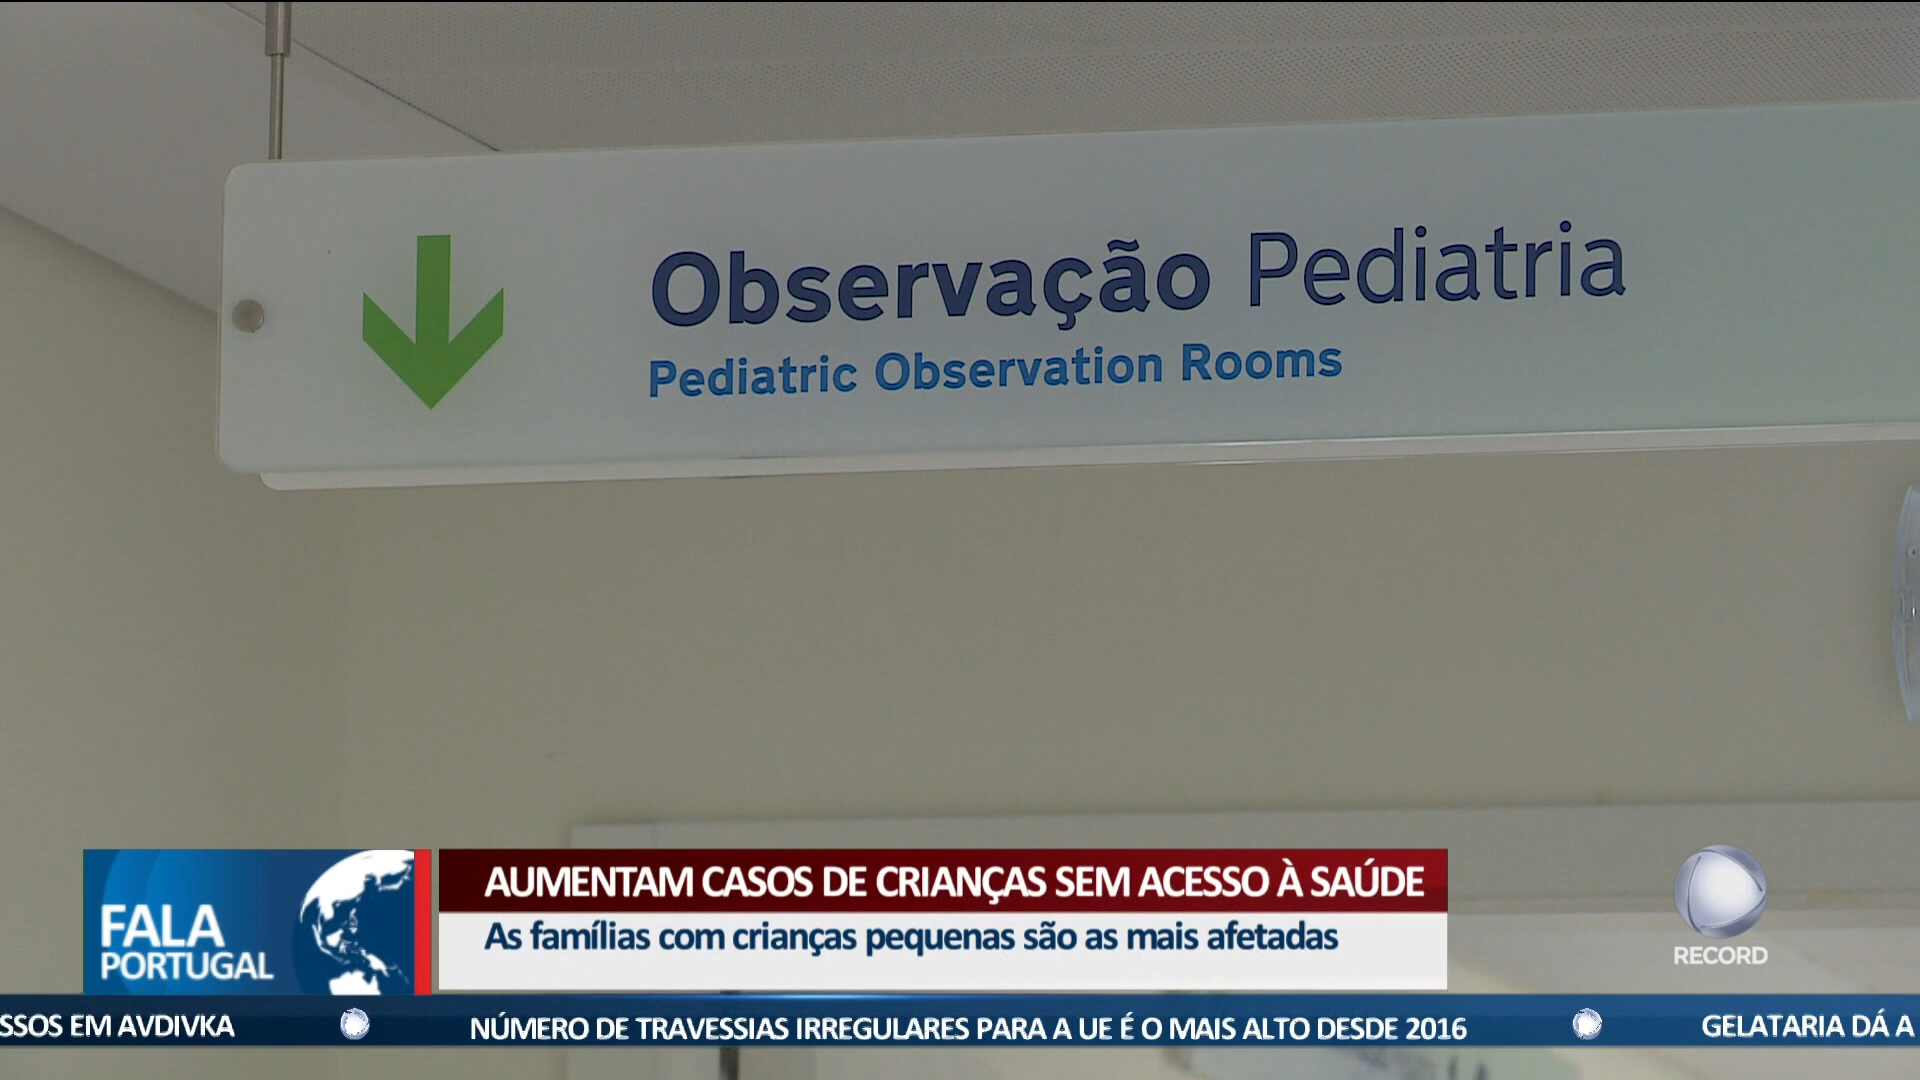 Observação Pediatria
Pediatric Observation Rooms
FALA
PORTUGAL
AUMENTAM CASOS DE CRIANÇAS SEM ACESSO À SAÚDE
As famílias com crianças pequenas são as mais afetadas
RECORD
SSOS EM AVDIVKA
NÚMERO DE TRAVESSIAS IRREGULARES PARA A UE É O MAIS ALTO DESDE 2016
GELATARIA DÁ A